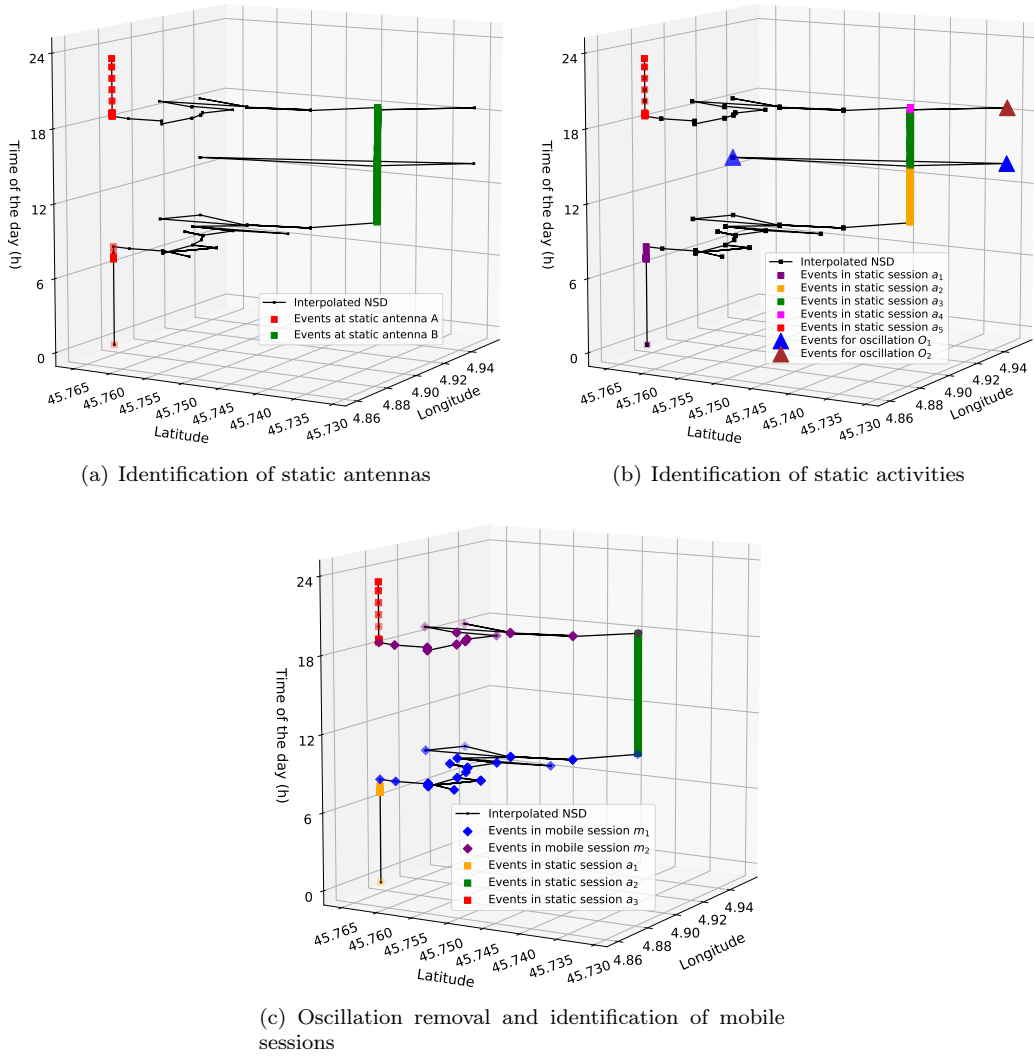 24
18
12
6
0
Time of the day (h)
Interpolated NSD
Events at static antenna A
Events at static antenna B
45.765
45.760
45.755
45.750
45.745
45.740
45.735
45.730
Latitude
4.86
4.88
4.90
4.92
4.94
Longitude
(a) Identification of static antennas
24
18
12
6
0
Time of the day (h)
Interpolated NSD
Events in static session a₁
Events in static session a₂
Events in static session a₃
Events in static session a₄
Events in static session a₅
Events for oscillation O₁
Events for oscillation O₂
45.765
45.760
45.755
45.750
45.745
45.740
45.735
45.730
Latitude
4.86
4.88
4.90
4.92
4.94
Longitude
(b) Identification of static activities
24
18
12
6
0
Time of the day (h)
Interpolated NSD
Events in mobile session m₁
Events in mobile session m₂
Events in static session a₁
Events in static session a₂
Events in static session a₃
45.765
45.760
45.755
45.750
45.745
45.740
45.735
45.730
Latitude
4.86
4.88
4.90
4.92
4.94
Longitude
(c) Oscillation removal and identification of mobile
sessions